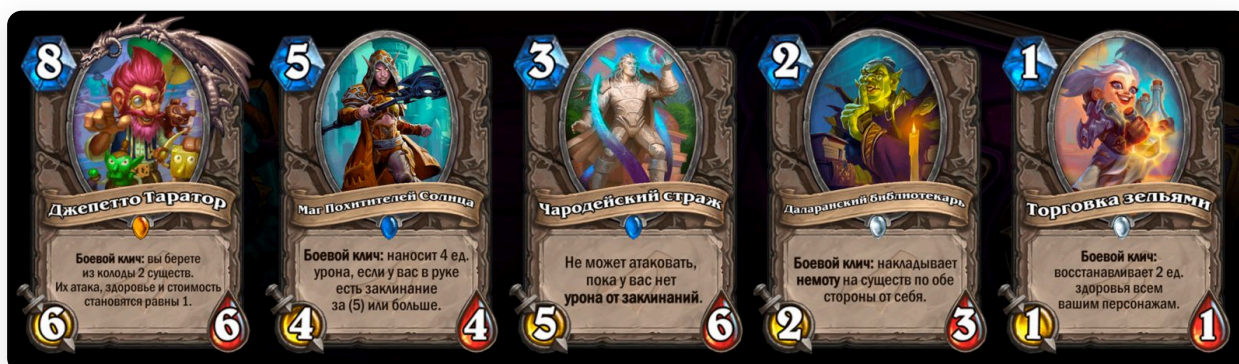 8
Джепетто Таратор
Боевой клич: вы берете
из колоды 2 существ.
Их атака, здоровье и стоимость
становятся равны 1.
6
6
5
Маг Похитителей Солнца
Боевой клич: наносит 4 ед.
урона, если у вас в руке
есть заклинание
за (5) или больше.
4
4
3
Чародейский страж
Не может атаковать,
пока у вас нет
урона от заклинаний.
5
6
2
Даларанский библиотекарь
Боевой клич: накладывает
немоту на существ по обе
стороны от себя.
2
3
1
Торговка зельями
Боевой клич:
восстанавливает 2 ед.
здоровья всем
вашим персонажам.
1
1